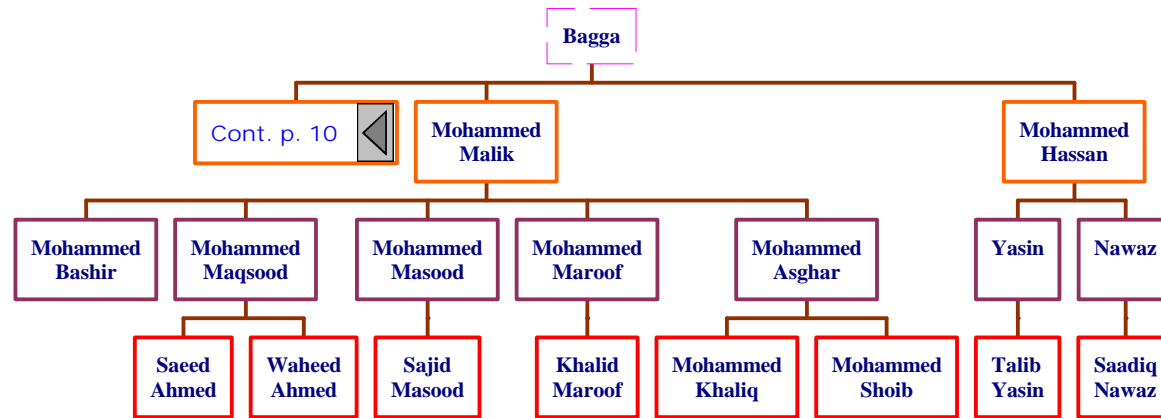 Bagga
Cont. p. 10
Mohammed
Malik
Mohammed
Hassan
Mohammed
Bashir
Mohammed
Maqsood
Mohammed
Masood
Mohammed
Maroof
Mohammed
Asghar
Yasin
Nawaz
Saeed
Ahmed
Waheed
Ahmed
Sajid
Masood
Khalid
Maroof
Mohammed
Khaliq
Mohammed
Shoib
Talib
Yasin
Saadiq
Nawaz